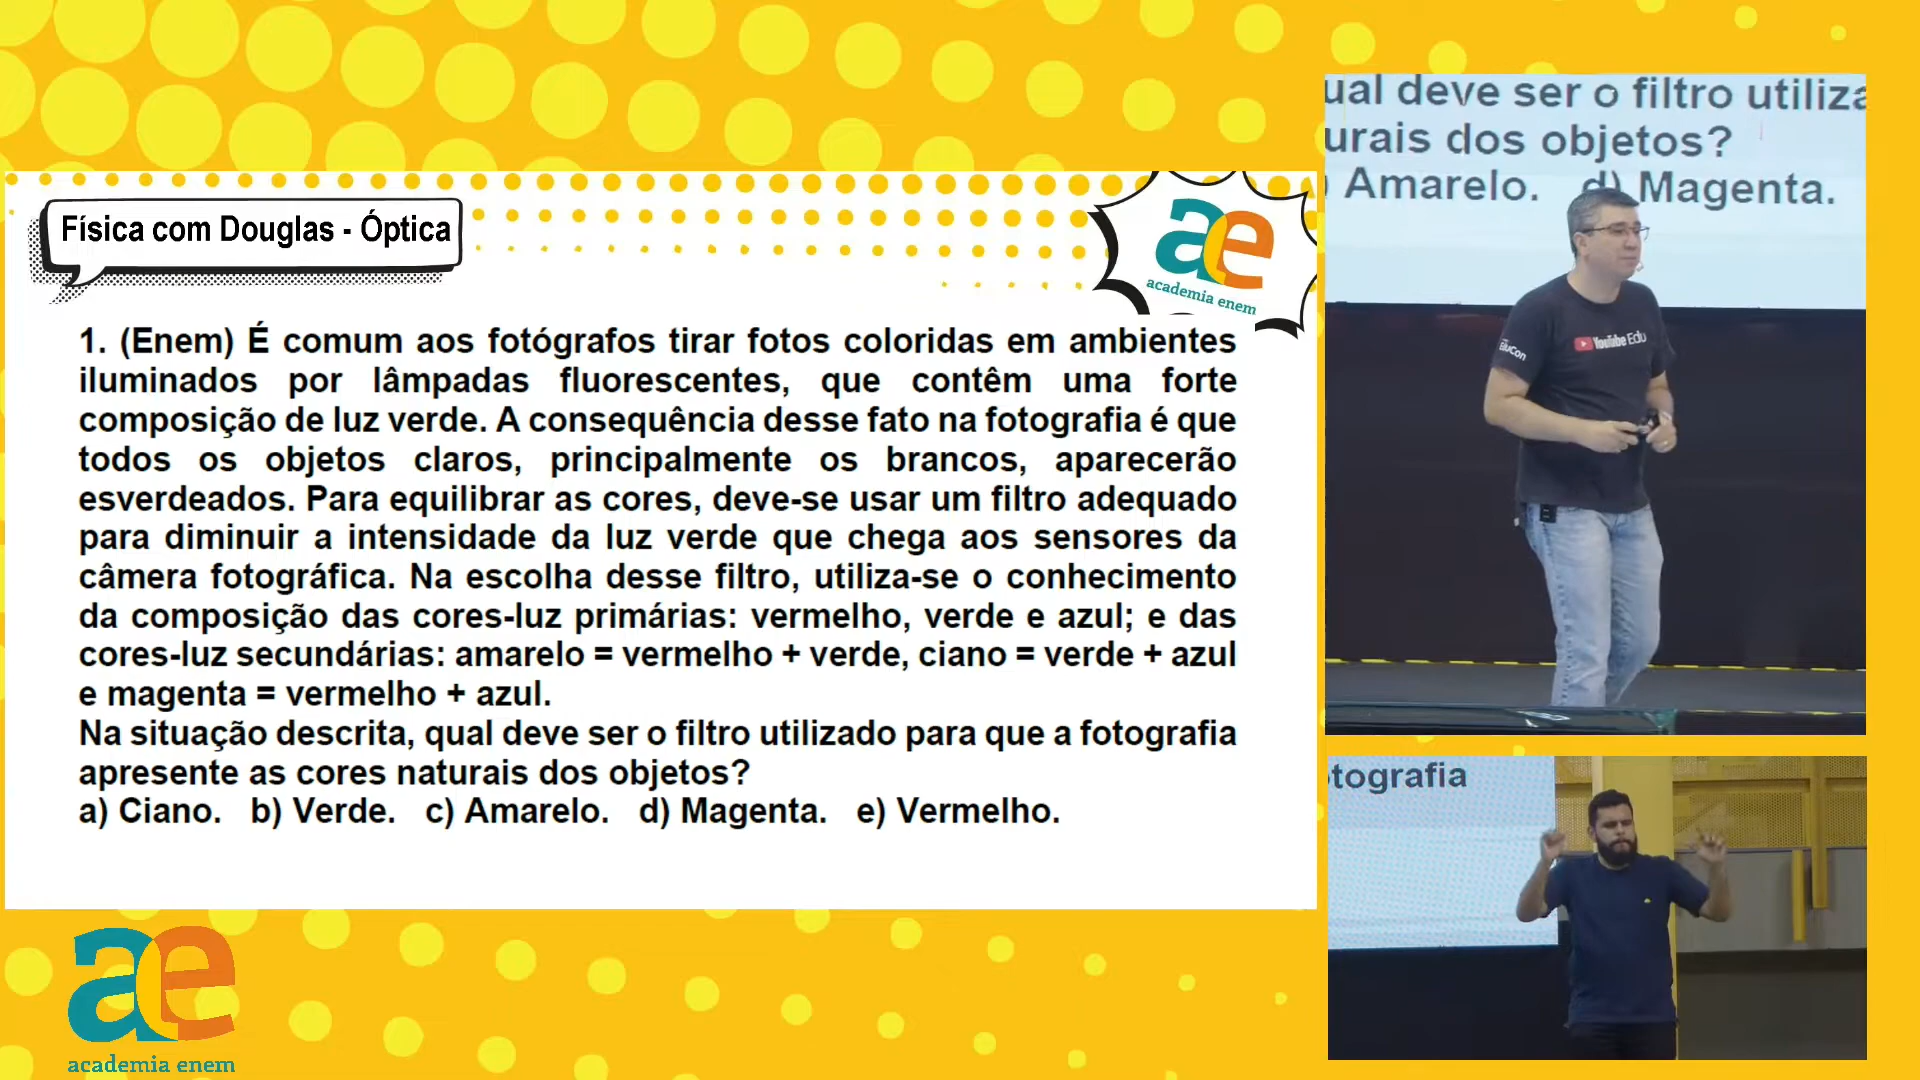 Física com Douglas - Óptica
ae
academia enem
1. (Enem) É comum aos fotógrafos tirar fotos coloridas em ambientes
iluminados por lâmpadas fluorescentes, que contêm uma forte
composição de luz verde. A consequência desse fato na fotografia é que
todos os objetos claros, principalmente os brancos, aparecerão
esverdeados. Para equilibrar as cores, deve-se usar um filtro adequado
para diminuir a intensidade da luz verde que chega aos sensores da
câmera fotográfica. Na escolha desse filtro, utiliza-se o conhecimento
da composição das cores-luz primárias: vermelho, verde e azul; e das
cores-luz secundárias: amarelo = vermelho + verde, ciano = verde + azul
e magenta = vermelho + azul.
Na situação descrita, qual deve ser o filtro utilizado para que a fotografia
apresente as cores naturais dos objetos?
a) Ciano. b) Verde. c) Amarelo. d) Magenta. e) Vermelho.
ae
academia enem
ual deve ser o filtro utiliza
urais dos objetos?
) Amarelo. d) Magenta.
EduCon
YouTube Edu
tografia